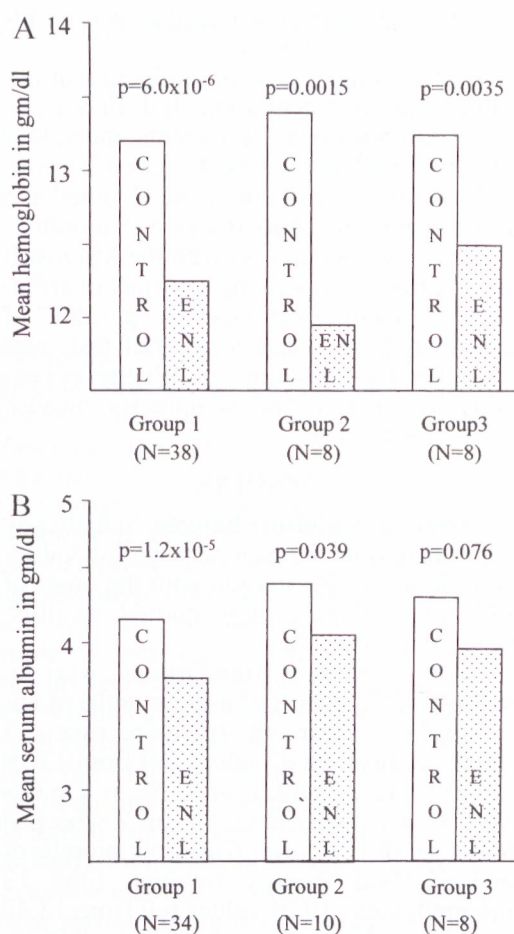 A
Mean hemoglobin in gm/dl
14
13
12
p=6.0x10-6
p=0.0015
p=0.0035
CONTROL
ENL
CONTROL
ENL
CONTROL
ENL
Group 1
(N=38)
Group 2
(N=8)
Group3
(N=8)
B
Mean serum albumin in gm/dl
5
4
3
p=1.2x10-5
p=0.039
p=0.076
CONTROL
ENL
CONTROL
ENL
CONTROL
ENL
Group 1
(N=34)
Group 2
(N=10)
Group 3
(N=8)